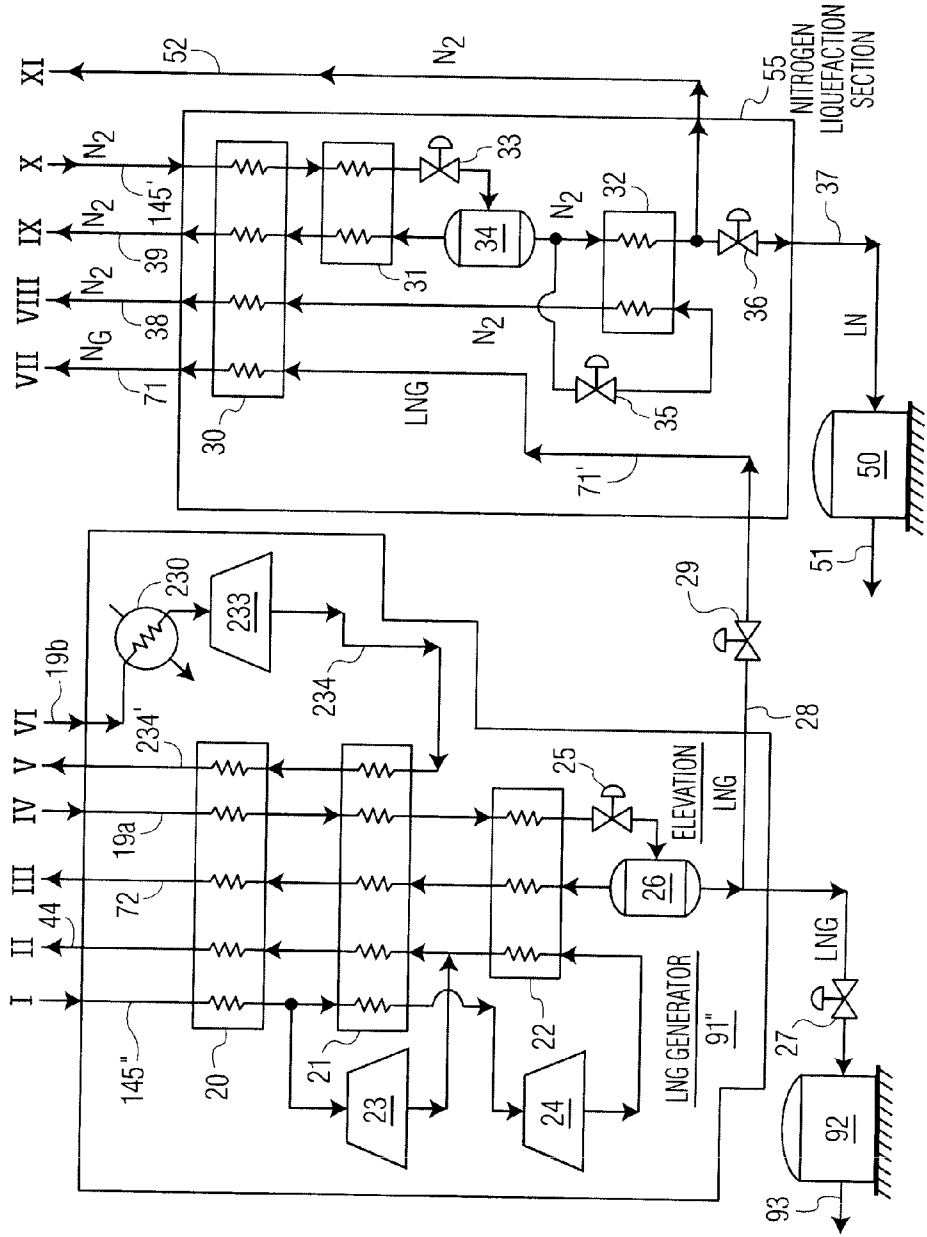 I
II
III
IV
V
VI
VII
VIII
IX
X
XI
44
72
19a
234'
19b
145"
20
21
22
23
24
25
26
27
28
29
230
233
234
ELEVATION
LNG
LNG GENERATOR
91"
LNG
92
93
71
NG
38
N2
39
N2
145'
N2
52
N2
30
31
32
33
34
N2
N2
35
36
37
LNG
71'
LN
50
51
55
NITROGEN
LIQUEFACTION
SECTION